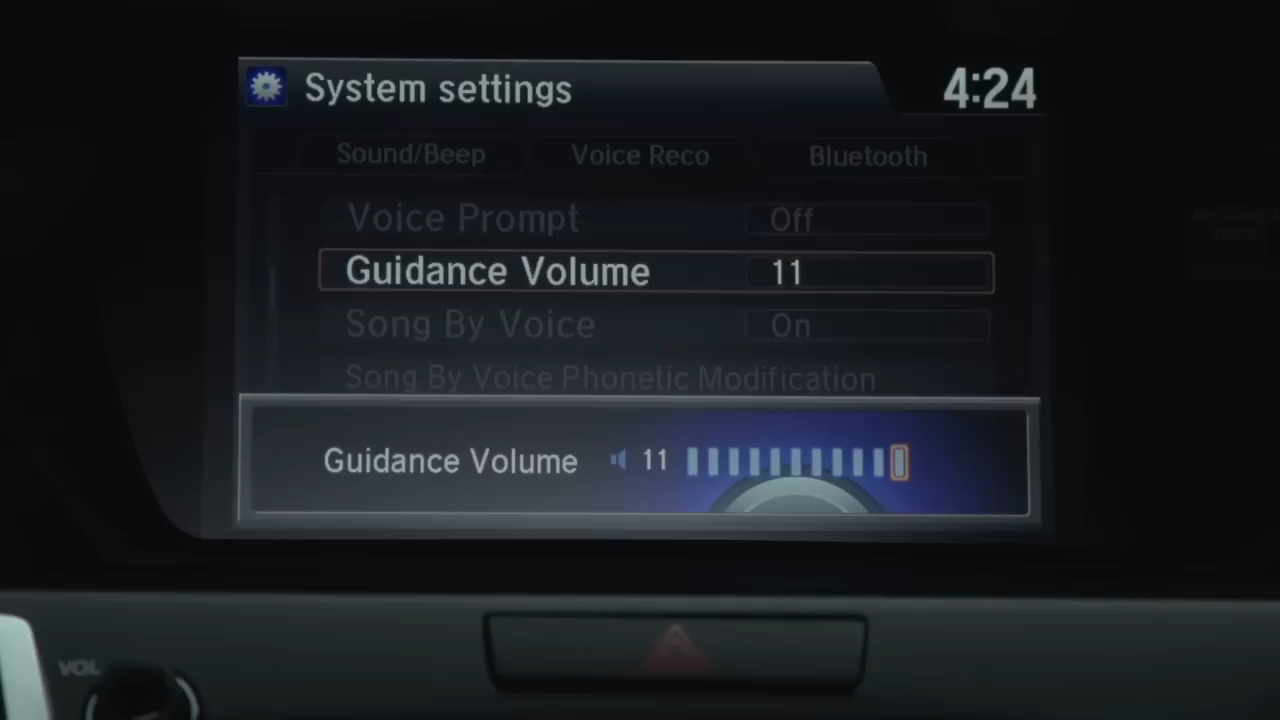 System settings 4:24
Sound/Beep Voice Reco Bluetooth
Voice Prompt Off
Guidance Volume 11
Song By Voice On
Song By Voice Phonetic Modification
Guidance Volume 11
VOL